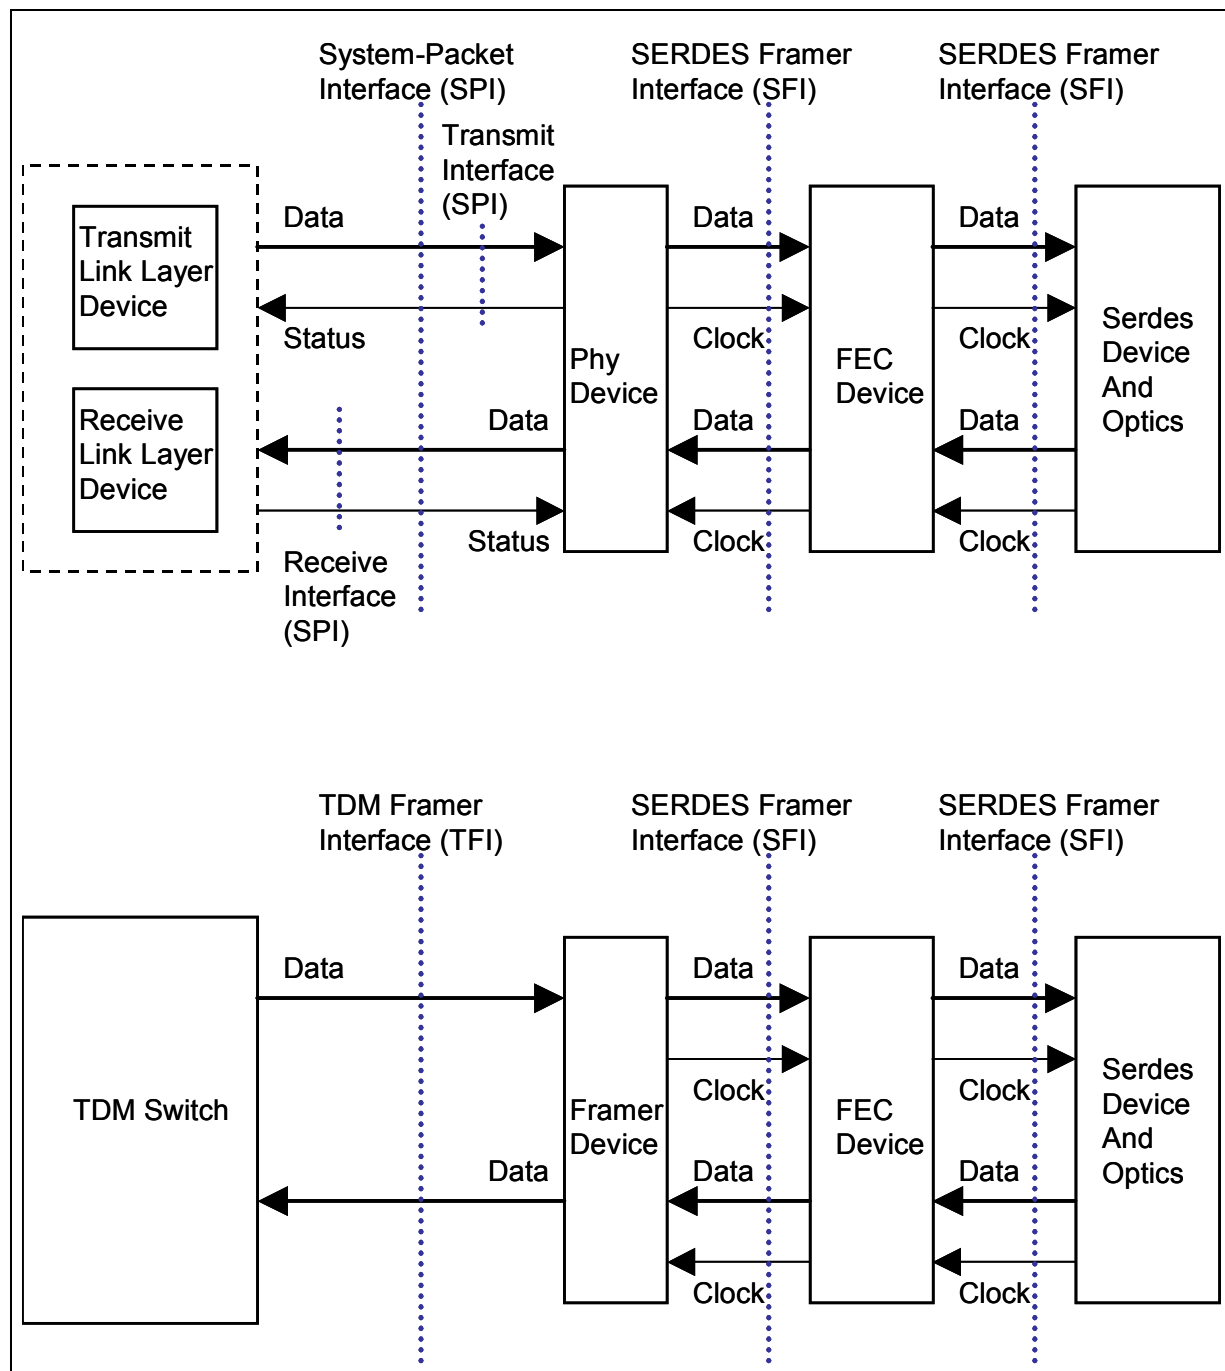 System-Packet
Interface (SPI)
SERDES Framer
Interface (SFI)
SERDES Framer
Interface (SFI)
Transmit
Interface
(SPI)
Data
Data
Data
Transmit
Link Layer
Device
Status
Clock
Clock
Phy
Device
FEC
Device
Serdes
Device
And
Optics
Receive
Link Layer
Device
Data
Data
Data
Status
Clock
Clock
Receive
Interface
(SPI)
TDM Framer
Interface (TFI)
SERDES Framer
Interface (SFI)
SERDES Framer
Interface (SFI)
Data
Data
Data
Clock
Clock
TDM Switch
Framer
Device
FEC
Device
Serdes
Device
And
Optics
Data
Data
Data
Clock
Clock